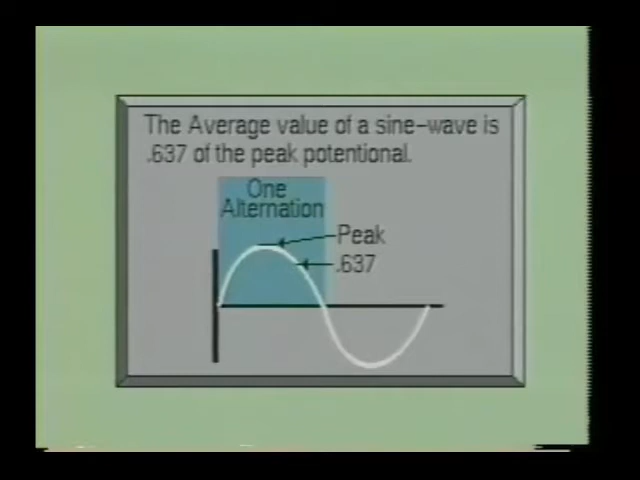 The Average value of a sine-wave is
.637 of the peak potentional.
One
Alternation
Peak
.637